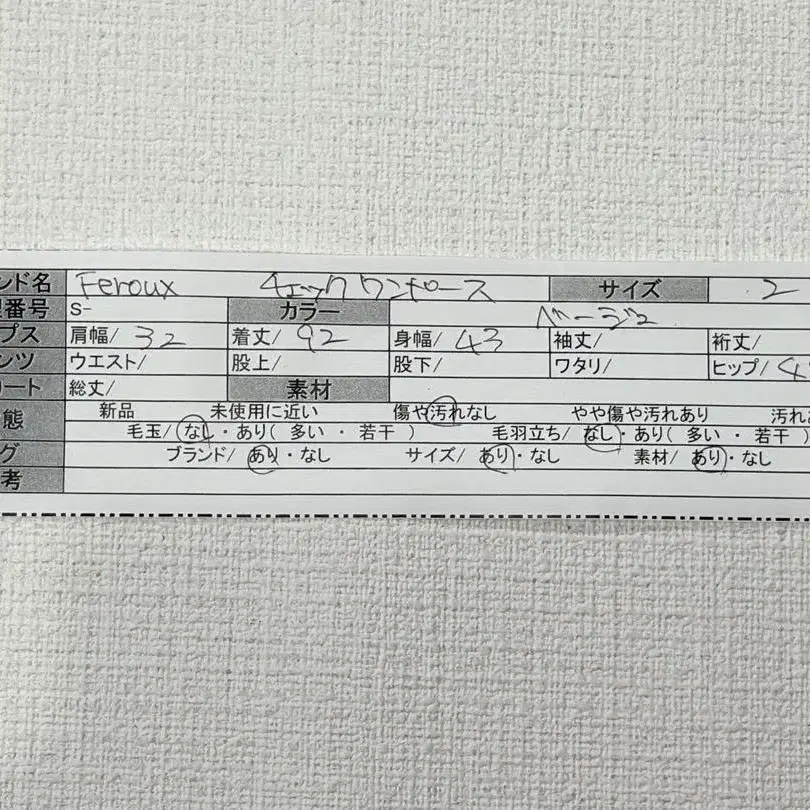 ンド名 Feroux チェックワンピース サイズ 2
番号 S- カラー ベージュ
プス 肩幅/ 32 着丈/ 92 身幅/ 43 袖丈/ 裄丈/
ンツ ウエスト/ 股上/ 股下/ ワタリ/ ヒップ/
ート 総丈/ 素材
態 新品 未使用に近い 傷や汚れなし やや傷や汚れあり 汚れ
毛玉/ なし・あり( 多い ・ 若干 ) 毛羽立ち/ なし・あり( 多い ・ 若干 )
グ ブランド/ あり・なし サイズ/ あり・なし 素材/ あり・なし
考